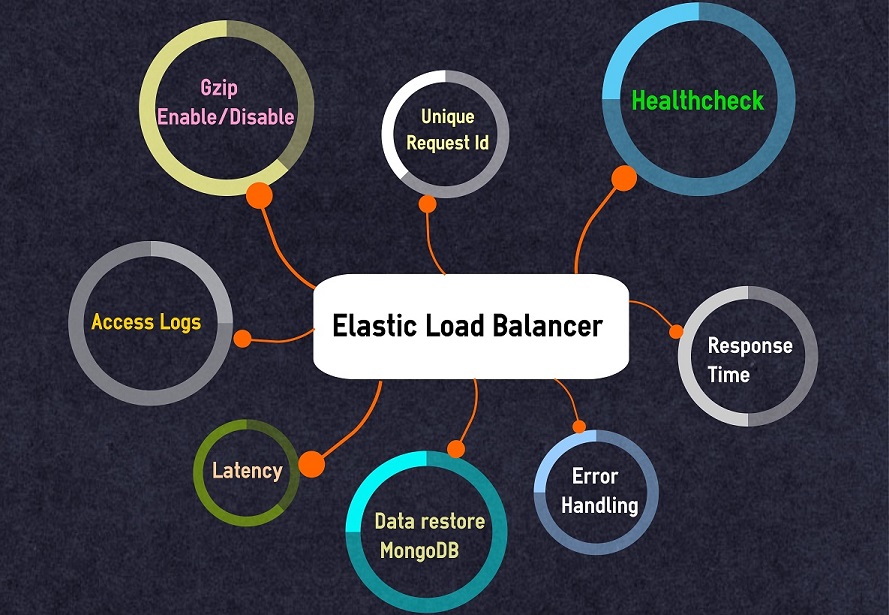 Gzip
Enable/Disable
Unique
Request Id
Healthcheck
Access Logs
Elastic Load Balancer
Response
Time
Latency
Data restore
MongoDB
Error
Handling